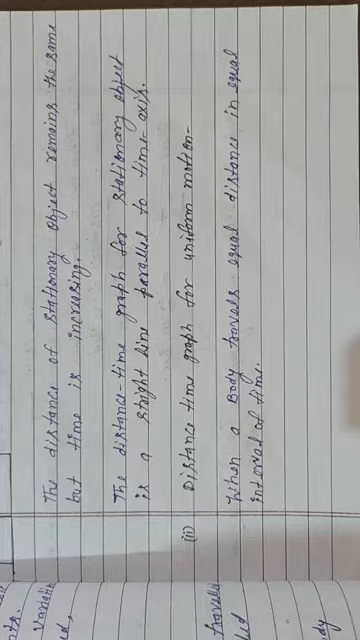 the distance of stationary object remains the same
but time is increasing.
The distance-time graph for stationary object
is a stright line parallel to time-axis.
(ii) Distance time graph for uniform motion-
When a Body travels equal distance in equal
interval of time.
travels